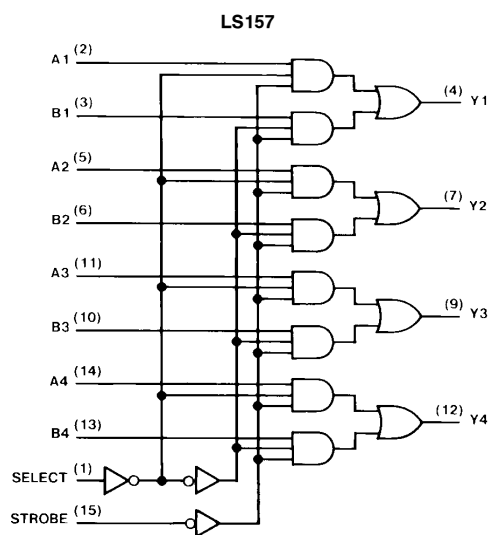 LS157
A1 (2)
(4) Y1
B1 (3)
A2 (5)
(7) Y2
B2 (6)
A3 (11)
(9) Y3
B3 (10)
A4 (14)
(12) Y4
B4 (13)
SELECT (1)
STROBE (15)